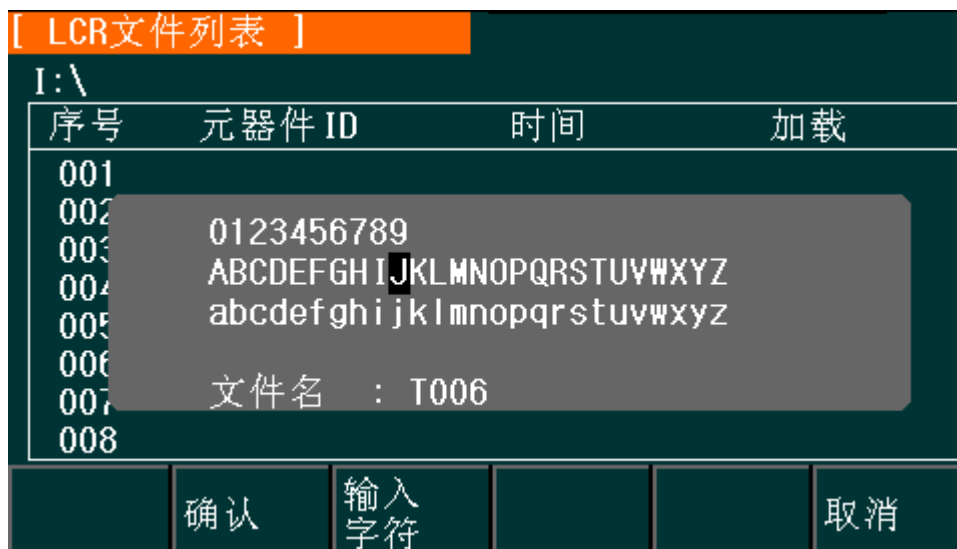 [ LCR文件列表 ]
I:\
序号 元器件ID 时间 加载
001
002
003
004
005
006
007
008
0123456789
ABCDEFGHIJKLMNOPQRSTUVWXYZ
abcdefghijklmnopqrstuvwxyz
文件名 : T006
确认 输入字符 取消